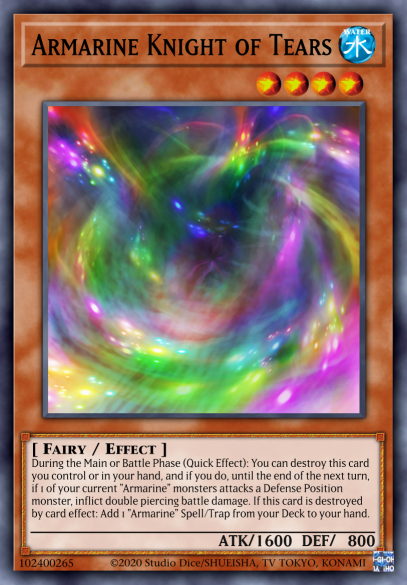 ARMARINE KNIGHT OF TEARS
WATER
水
[ FAIRY / EFFECT ]
During the Main or Battle Phase (Quick Effect): You can destroy this card
you control or in your hand, and if you do, until the end of the next turn,
if 1 of your current "Armarine" monsters attacks a Defense Position
monster, inflict double piercing battle damage. If this card is destroyed
by card effect: Add 1 "Armarine" Spell/Trap from your Deck to your hand.
ATK/1600 DEF/ 800
102400265 ©2020 Studio Dice/SHUEISHA, TV TOKYO, KONAMI